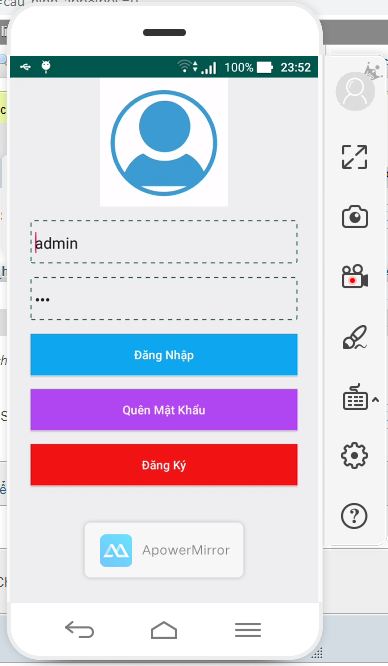 100% 23:52
admin
•••
Đăng Nhập
Quên Mật Khẩu
Đăng Ký
ApowerMirror